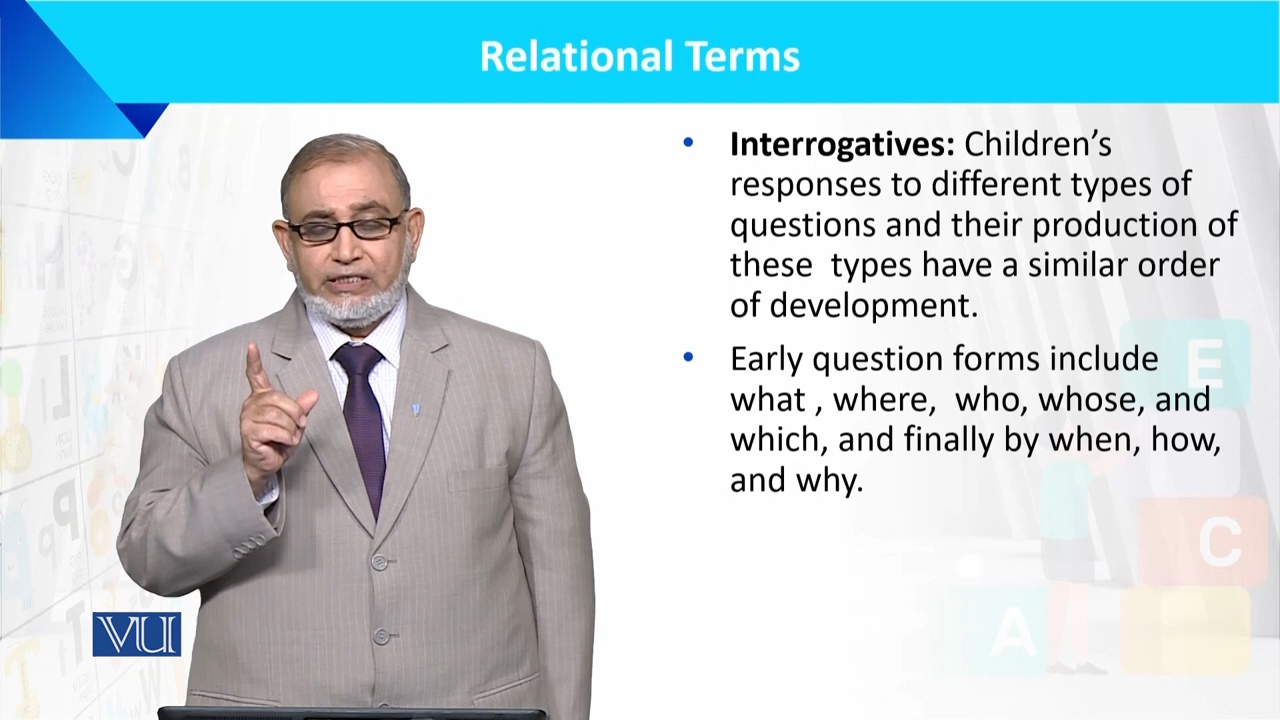 Relational Terms
• Interrogatives: Children’s
responses to different types of
questions and their production of
these  types have a similar order
of development.
• Early question forms include
what , where,  who, whose, and
which, and finally by when, how,
and why.
E
C
A
VU